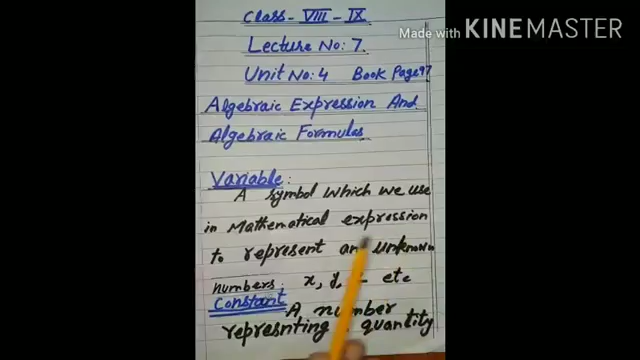 Class - VIII - IX
Made with KINEMASTER
Lecture No: 7
Unit No: 4 Book Page 97
Algebraic Expression And
Algebraic Formulas
Variable:
A symbol which we use
in Mathematical expression
to represent an unknown
numbers. x, y, etc
Constant
A number
represnting quantity